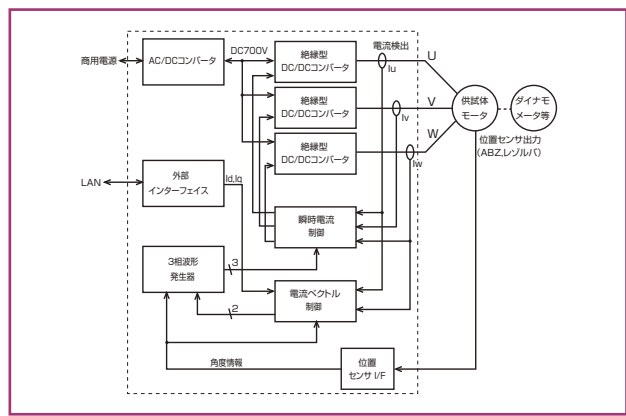 商用電源
AC/DCコンバータ
DC700V
絶縁型
DC/DCコンバータ
電流検出
Iu
U
絶縁型
DC/DCコンバータ
Iv
V
絶縁型
DC/DCコンバータ
Iw
W
供試体
モータ
ダイナモ
メータ等
位置センサ出力
(ABZ,レゾルバ)
LAN
外部
インターフェイス
Id,Iq
瞬時電流
制御
3相波形
発生器
3
電流ベクトル
制御
2
角度情報
位置
センサ I/F